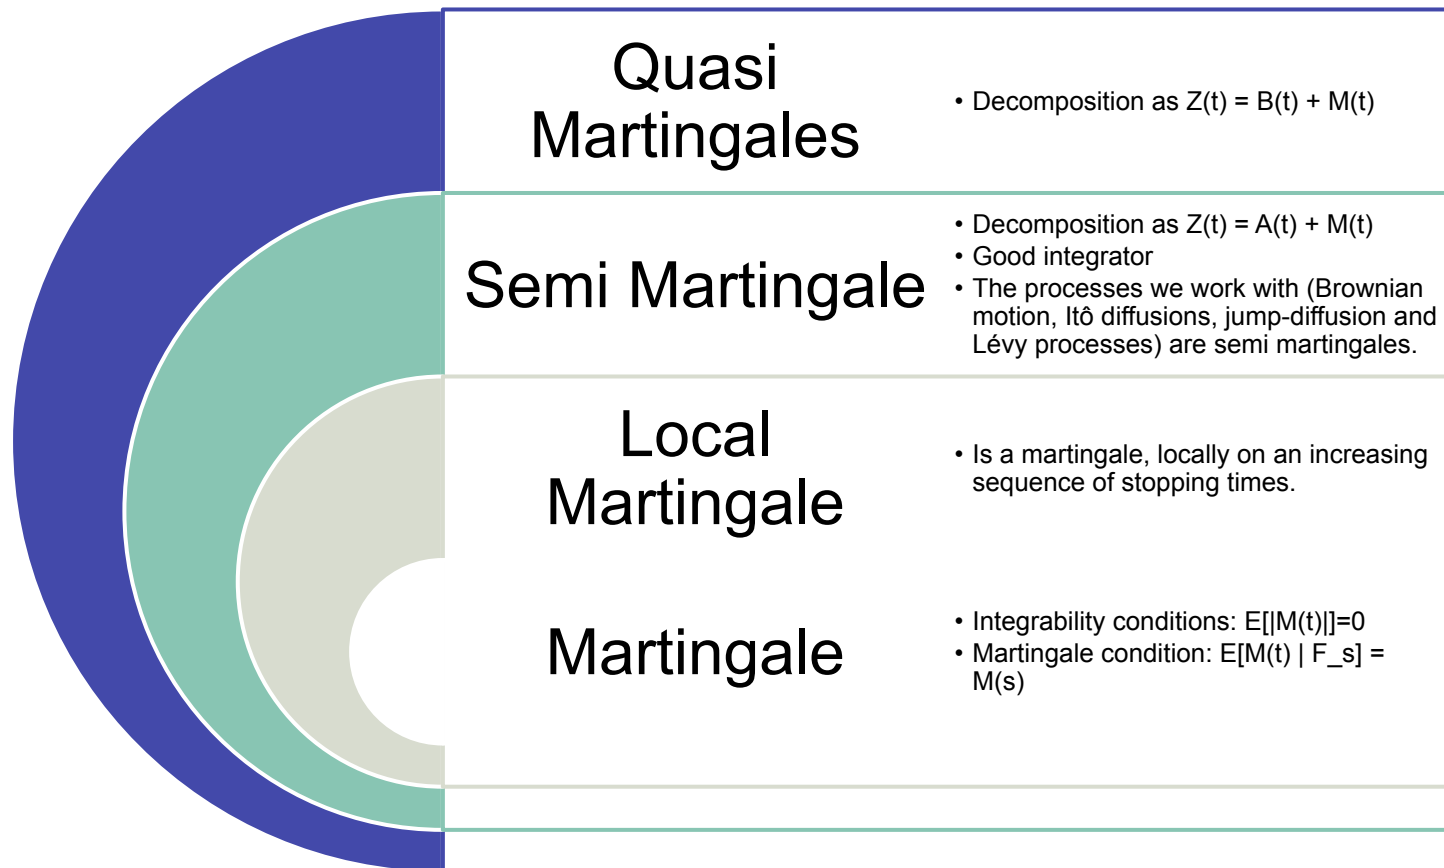 Quasi
Martingales
• Decomposition as Z(t) = B(t) + M(t)
Semi Martingale
• Decomposition as Z(t) = A(t) + M(t)
• Good integrator
• The processes we work with (Brownian
motion, Itô diffusions, jump-diffusion and
Lévy processes) are semi martingales.
Local
Martingale
• Is a martingale, locally on an increasing
sequence of stopping times.
Martingale
• Integrability conditions: E[|M(t)|]=0
• Martingale condition: E[M(t) | F_s] =
M(s)